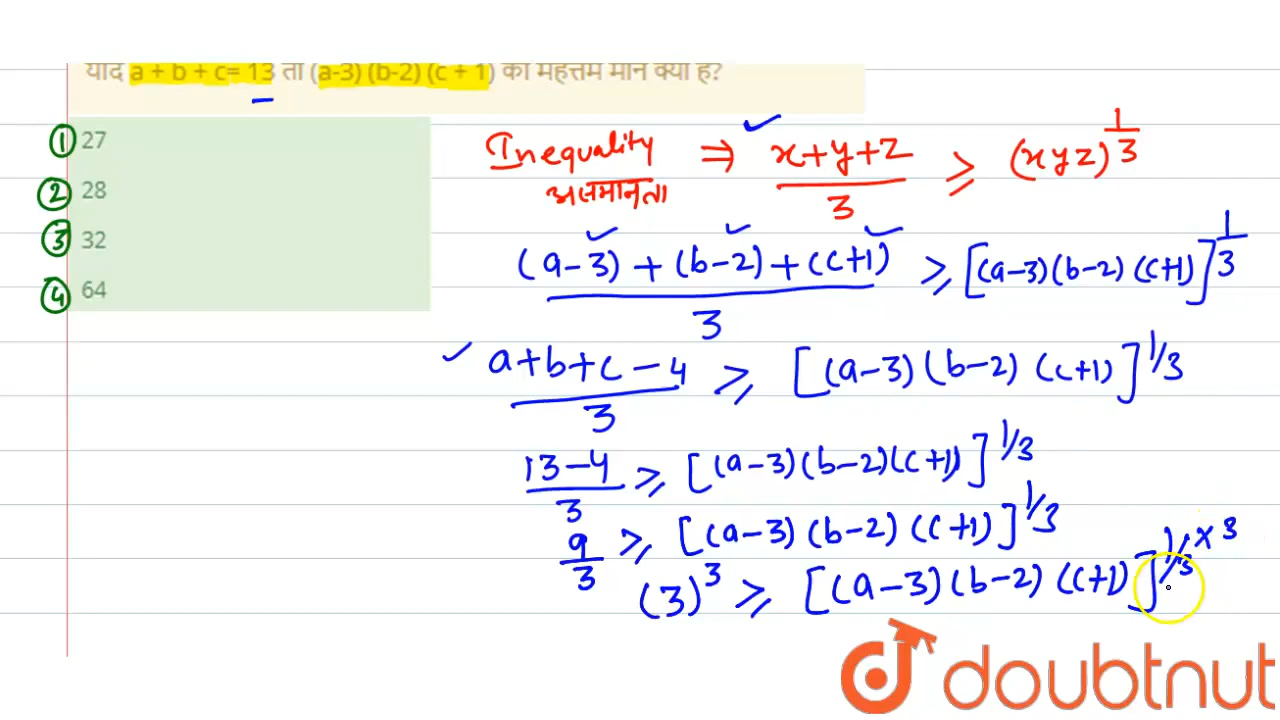 यदि a + b + c= 13 तो (a-3) (b-2) (c + 1) का महत्तम मान क्या है?
① 27
② 28
③ 32
④ 64
Inequality ⇒ x+y+z/3 ≥ (xyz)^1/3
असमानता
(a-3)+(b-2)+(c+1)/3 ≥ [(a-3)(b-2)(c+1)]^1/3
a+b+c-4/3 ≥ [(a-3)(b-2)(c+1)]^1/3
13-4/3 ≥ [(a-3)(b-2)(c+1)]^1/3
9/3 ≥ [(a-3)(b-2)(c+1)]^1/3
(3)^3 ≥ [(a-3)(b-2)(c+1)]^1/3×3
doubtnut